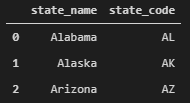 state_name state_code
0 Alabama AL
1 Alaska AK
2 Arizona AZ